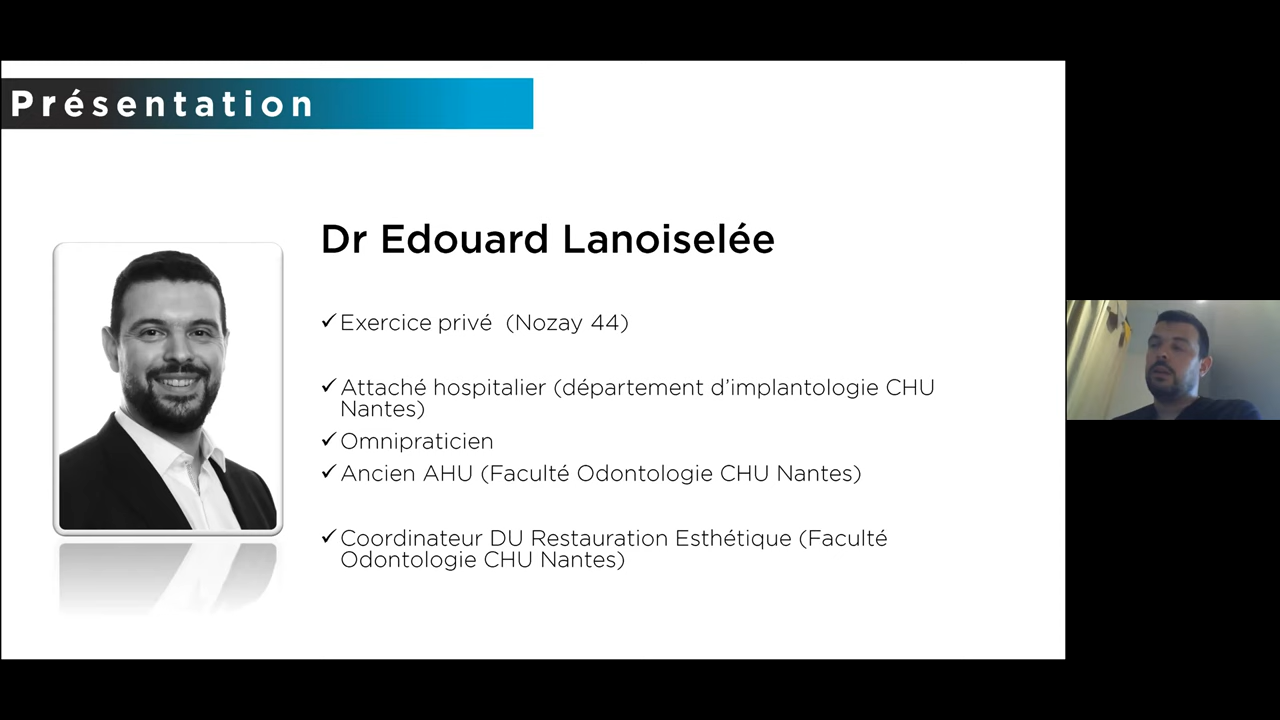 Présentation
Dr Edouard Lanoiselée
✓Exercice privé (Nozay 44)
✓Attaché hospitalier (département d’implantologie CHU
Nantes)
✓Omnipraticien
✓Ancien AHU (Faculté Odontologie CHU Nantes)
✓Coordinateur DU Restauration Esthétique (Faculté
Odontologie CHU Nantes)